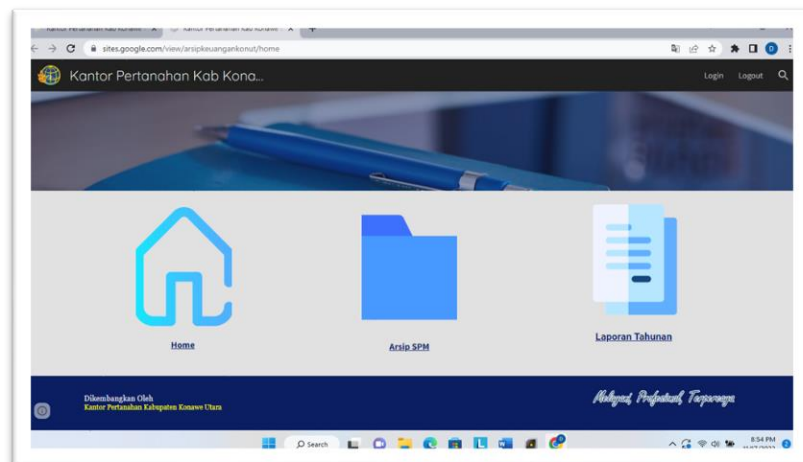 sites.google.com/view/arsipkeuangankonut/home
Kantor Pertanahan Kab Kona...
Login Logout
Home
Arsip SPM
Laporan Tahunan
Dikembangkan Oleh
Kantor Pertanahan Kabupaten Konawe Utara
Melayani, Profesional, Terpercaya
Search
8:54 PM